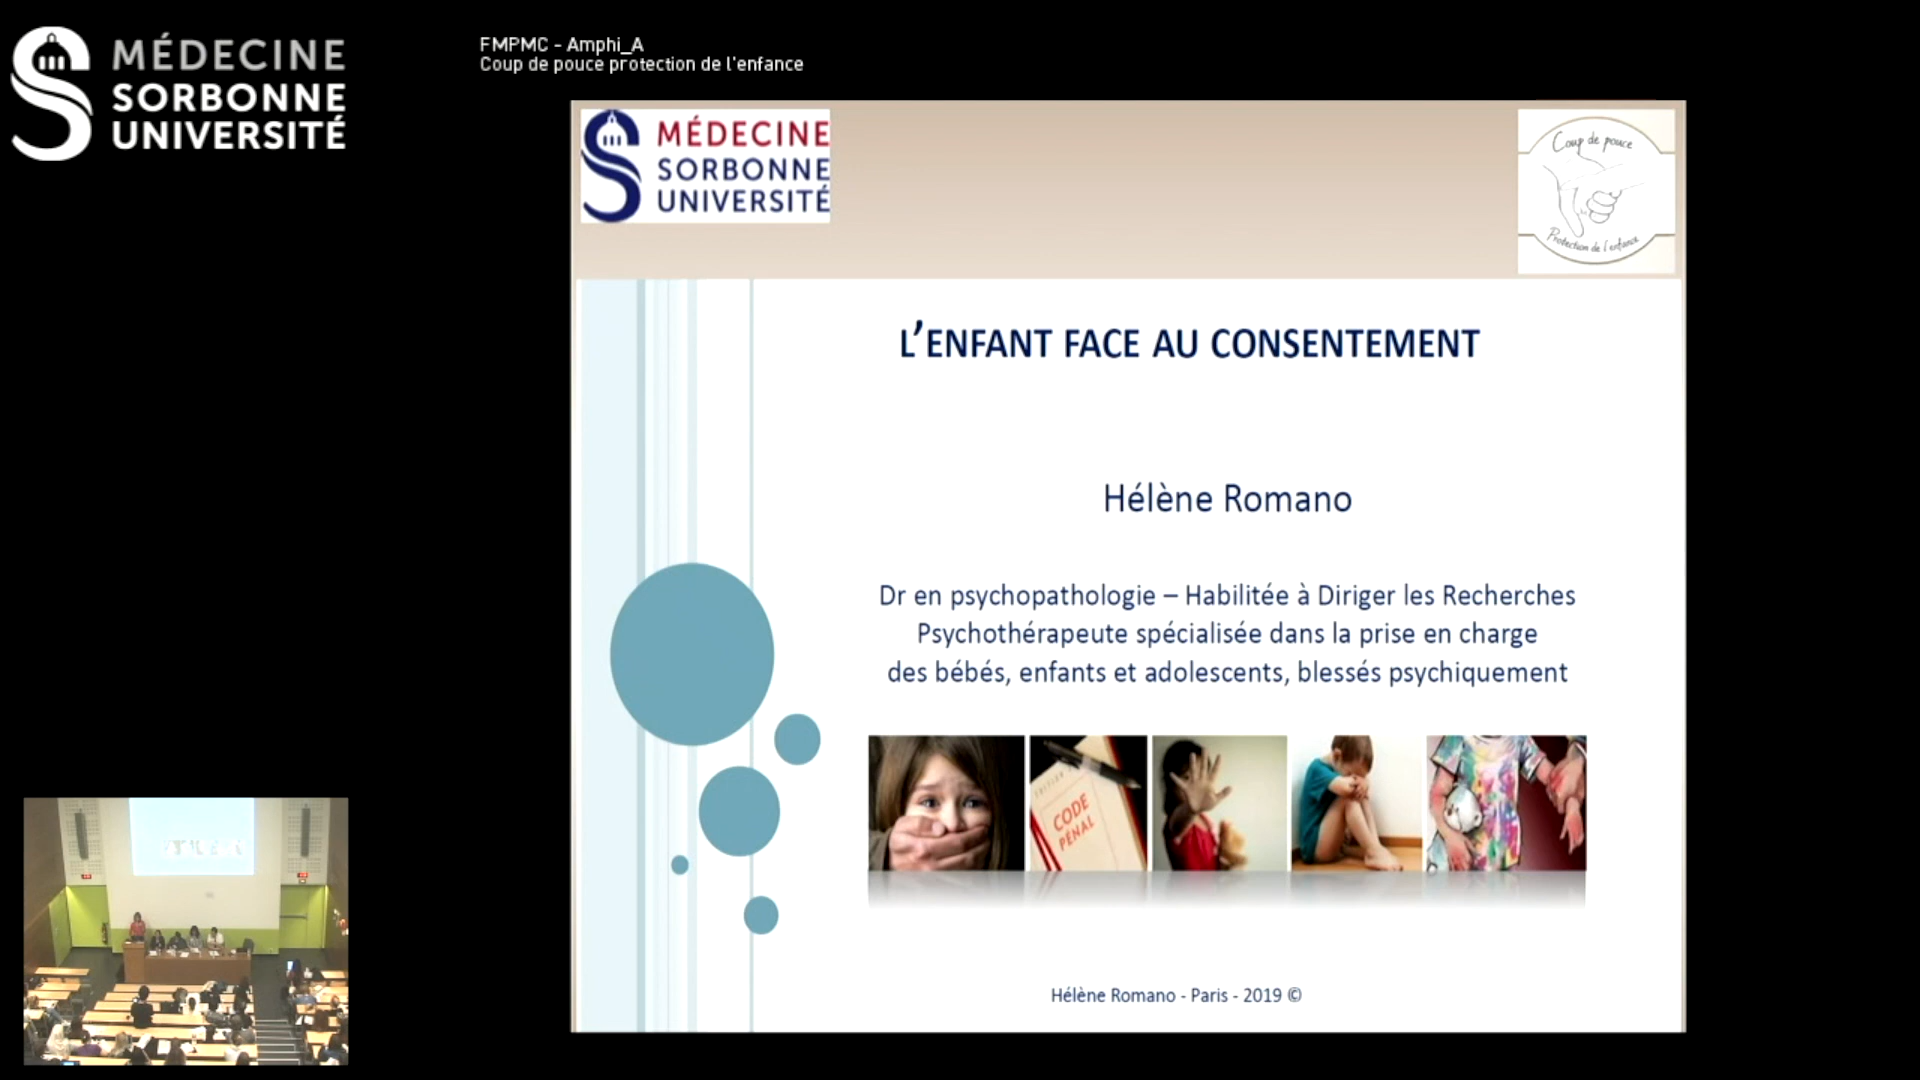 MÉDECINE
SORBONNE
UNIVERSITÉ
FMPMC - Amphi_A
Coup de pouce protection de l'enfance
MÉDECINE
SORBONNE
UNIVERSITÉ
Coup de pouce
Protection de l'enfance
L'ENFANT FACE AU CONSENTEMENT
Hélène Romano
Dr en psychopathologie – Habilitée à Diriger les Recherches
Psychothérapeute spécialisée dans la prise en charge
des bébés, enfants et adolescents, blessés psychiquement
CODE
PÉNAL
Hélène Romano - Paris - 2019 ©